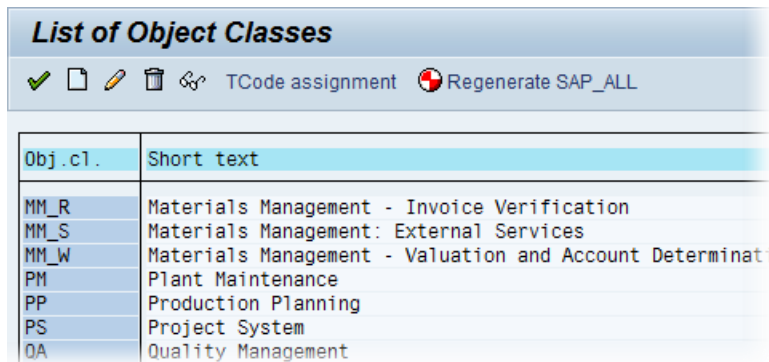 List of Object Classes
TCode assignment Regenerate SAP_ALL
Obj.cl. Short text
MM_R Materials Management - Invoice Verification
MM_S Materials Management: External Services
MM_W Materials Management - Valuation and Account Determinat
PM Plant Maintenance
PP Production Planning
PS Project System
QA Quality Management